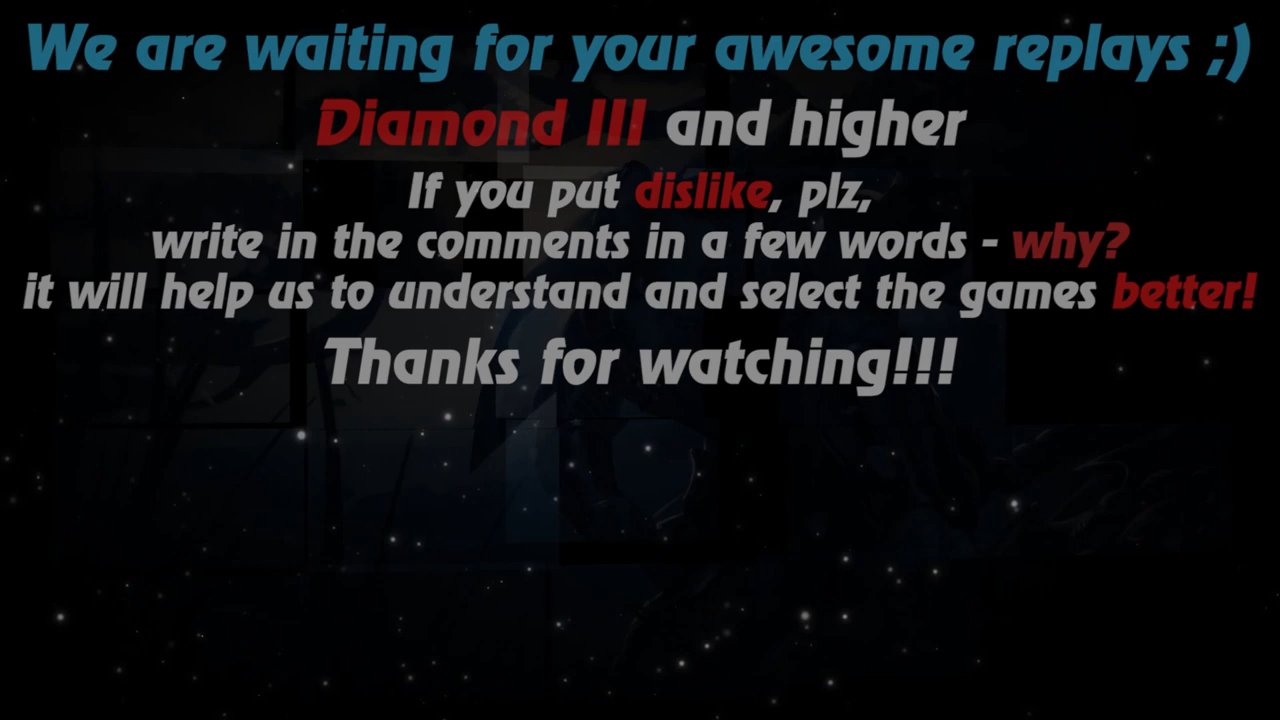 We are waiting for your awesome replays ;)
Diamond III and higher
If you put dislike, plz,
write in the comments in a few words - why?
it will help us to understand and select the games better!
Thanks for watching!!!